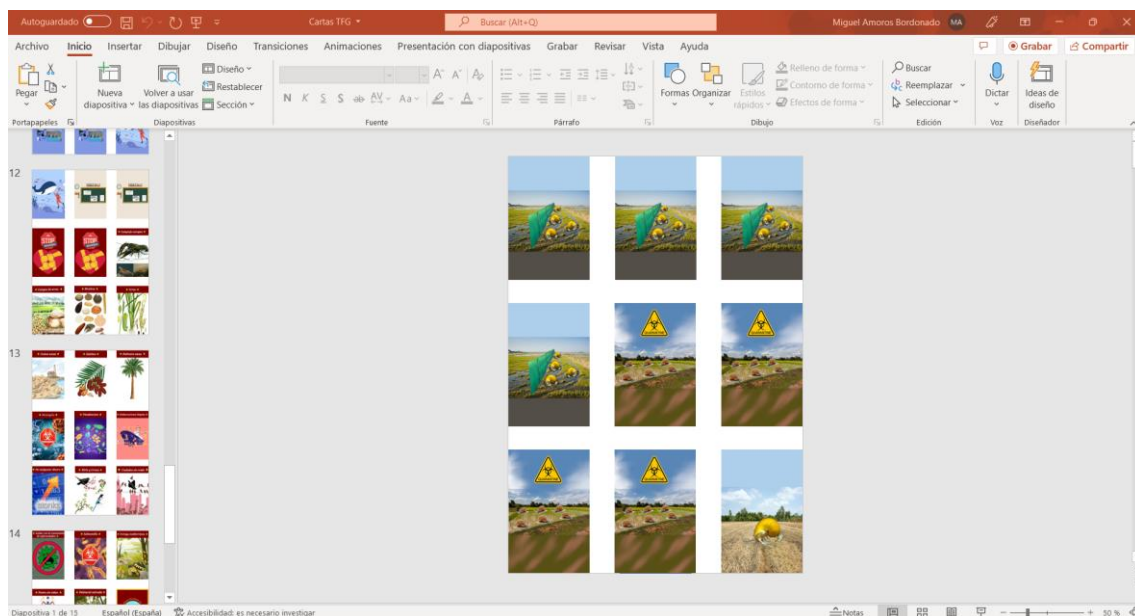 Autoguardado
Cartas TFG
Buscar (Alt+Q)
Miguel Amoros Bordonado
MA
Archivo Inicio Insertar Dibujar Diseño Transiciones Animaciones Presentación con diapositivas Grabar Revisar Vista Ayuda
Grabar
Compartir
Pegar
Nueva diapositiva
Volver a usar las diapositivas
Diseño
Restablecer
Sección
N K S S ab AV Aa A A
Formas Organizar Estilos rápidos
Relleno de forma
Contorno de forma
Efectos de forma
Buscar
Reemplazar
Seleccionar
Dictar
Ideas de diseño
Portapapeles Diapositivas Fuente Párrafo Dibujo Edición Voz Diseñador
12
STOP
13
14
Diapositiva 1 de 15 Español (España) Accesibilidad: es necesario investigar
Notas
50 %